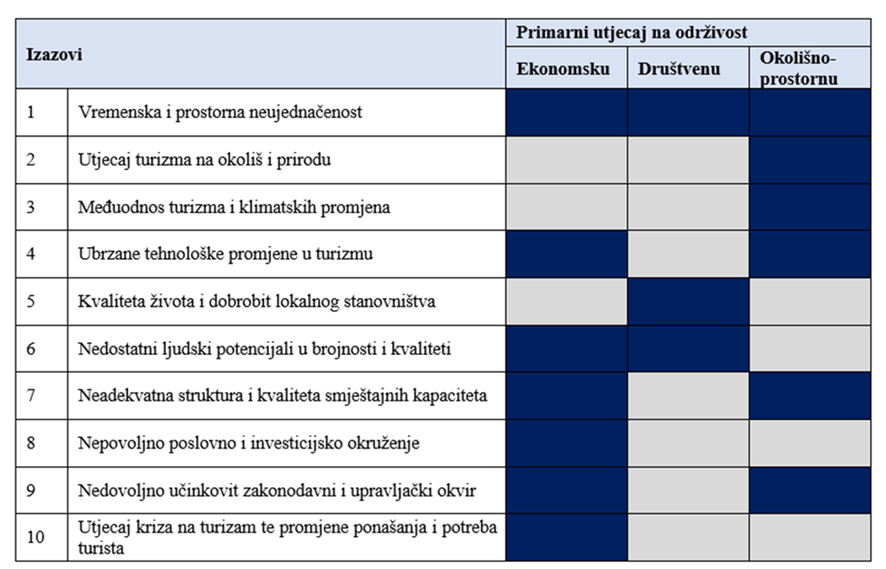 Izazovi
Primarni utjecaj na održivost
Ekonomsku
Društvenu
Okolišno-
prostornu
1 Vremenska i prostorna neujednačenost
2 Utjecaj turizma na okoliš i prirodu
3 Međuodnos turizma i klimatskih promjena
4 Ubrzane tehnološke promjene u turizmu
5 Kvaliteta života i dobrobit lokalnog stanovništva
6 Nedostatni ljudski potencijali u brojnosti i kvaliteti
7 Neadekvatna struktura i kvaliteta smještajnih kapaciteta
8 Nepovoljno poslovno i investicijsko okruženje
9 Nedovoljno učinkovit zakonodavni i upravljački okvir
10 Utjecaj kriza na turizam te promjene ponašanja i potreba
turista